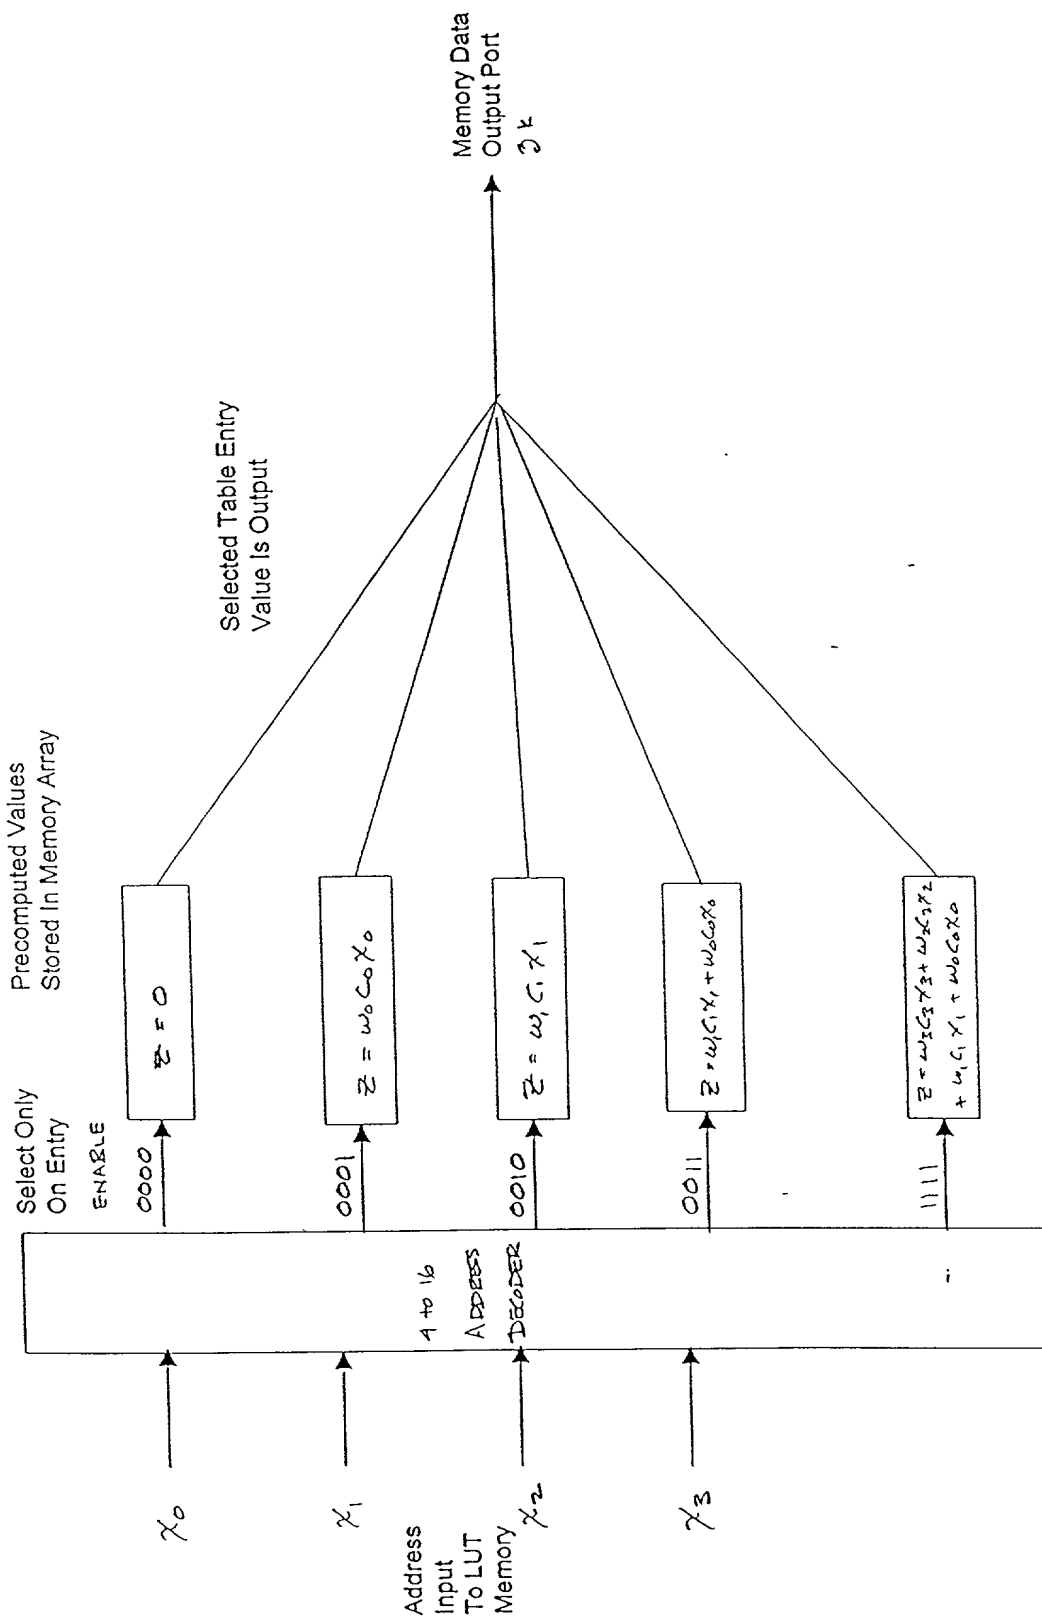 Address
Input
To LUT
Memory
x₀
x₁
x₂
x₃
4 to 16
ADDRESS
DECODER
Select Only
On Entry
ENABLE
0000
0001
0010
0011
1111
Precomputed Values
Stored In Memory Array
Z = 0
Z = w₀C₀x₀
Z = w₁C₁x₁
Z = w₁C₁x₁ + w₀C₀x₀
Z = w₃C₃x₃ + w₂C₂x₂
+ w₁C₁x₁ + w₀C₀x₀
Selected Table Entry
Value Is Output
Memory Data
Output Port